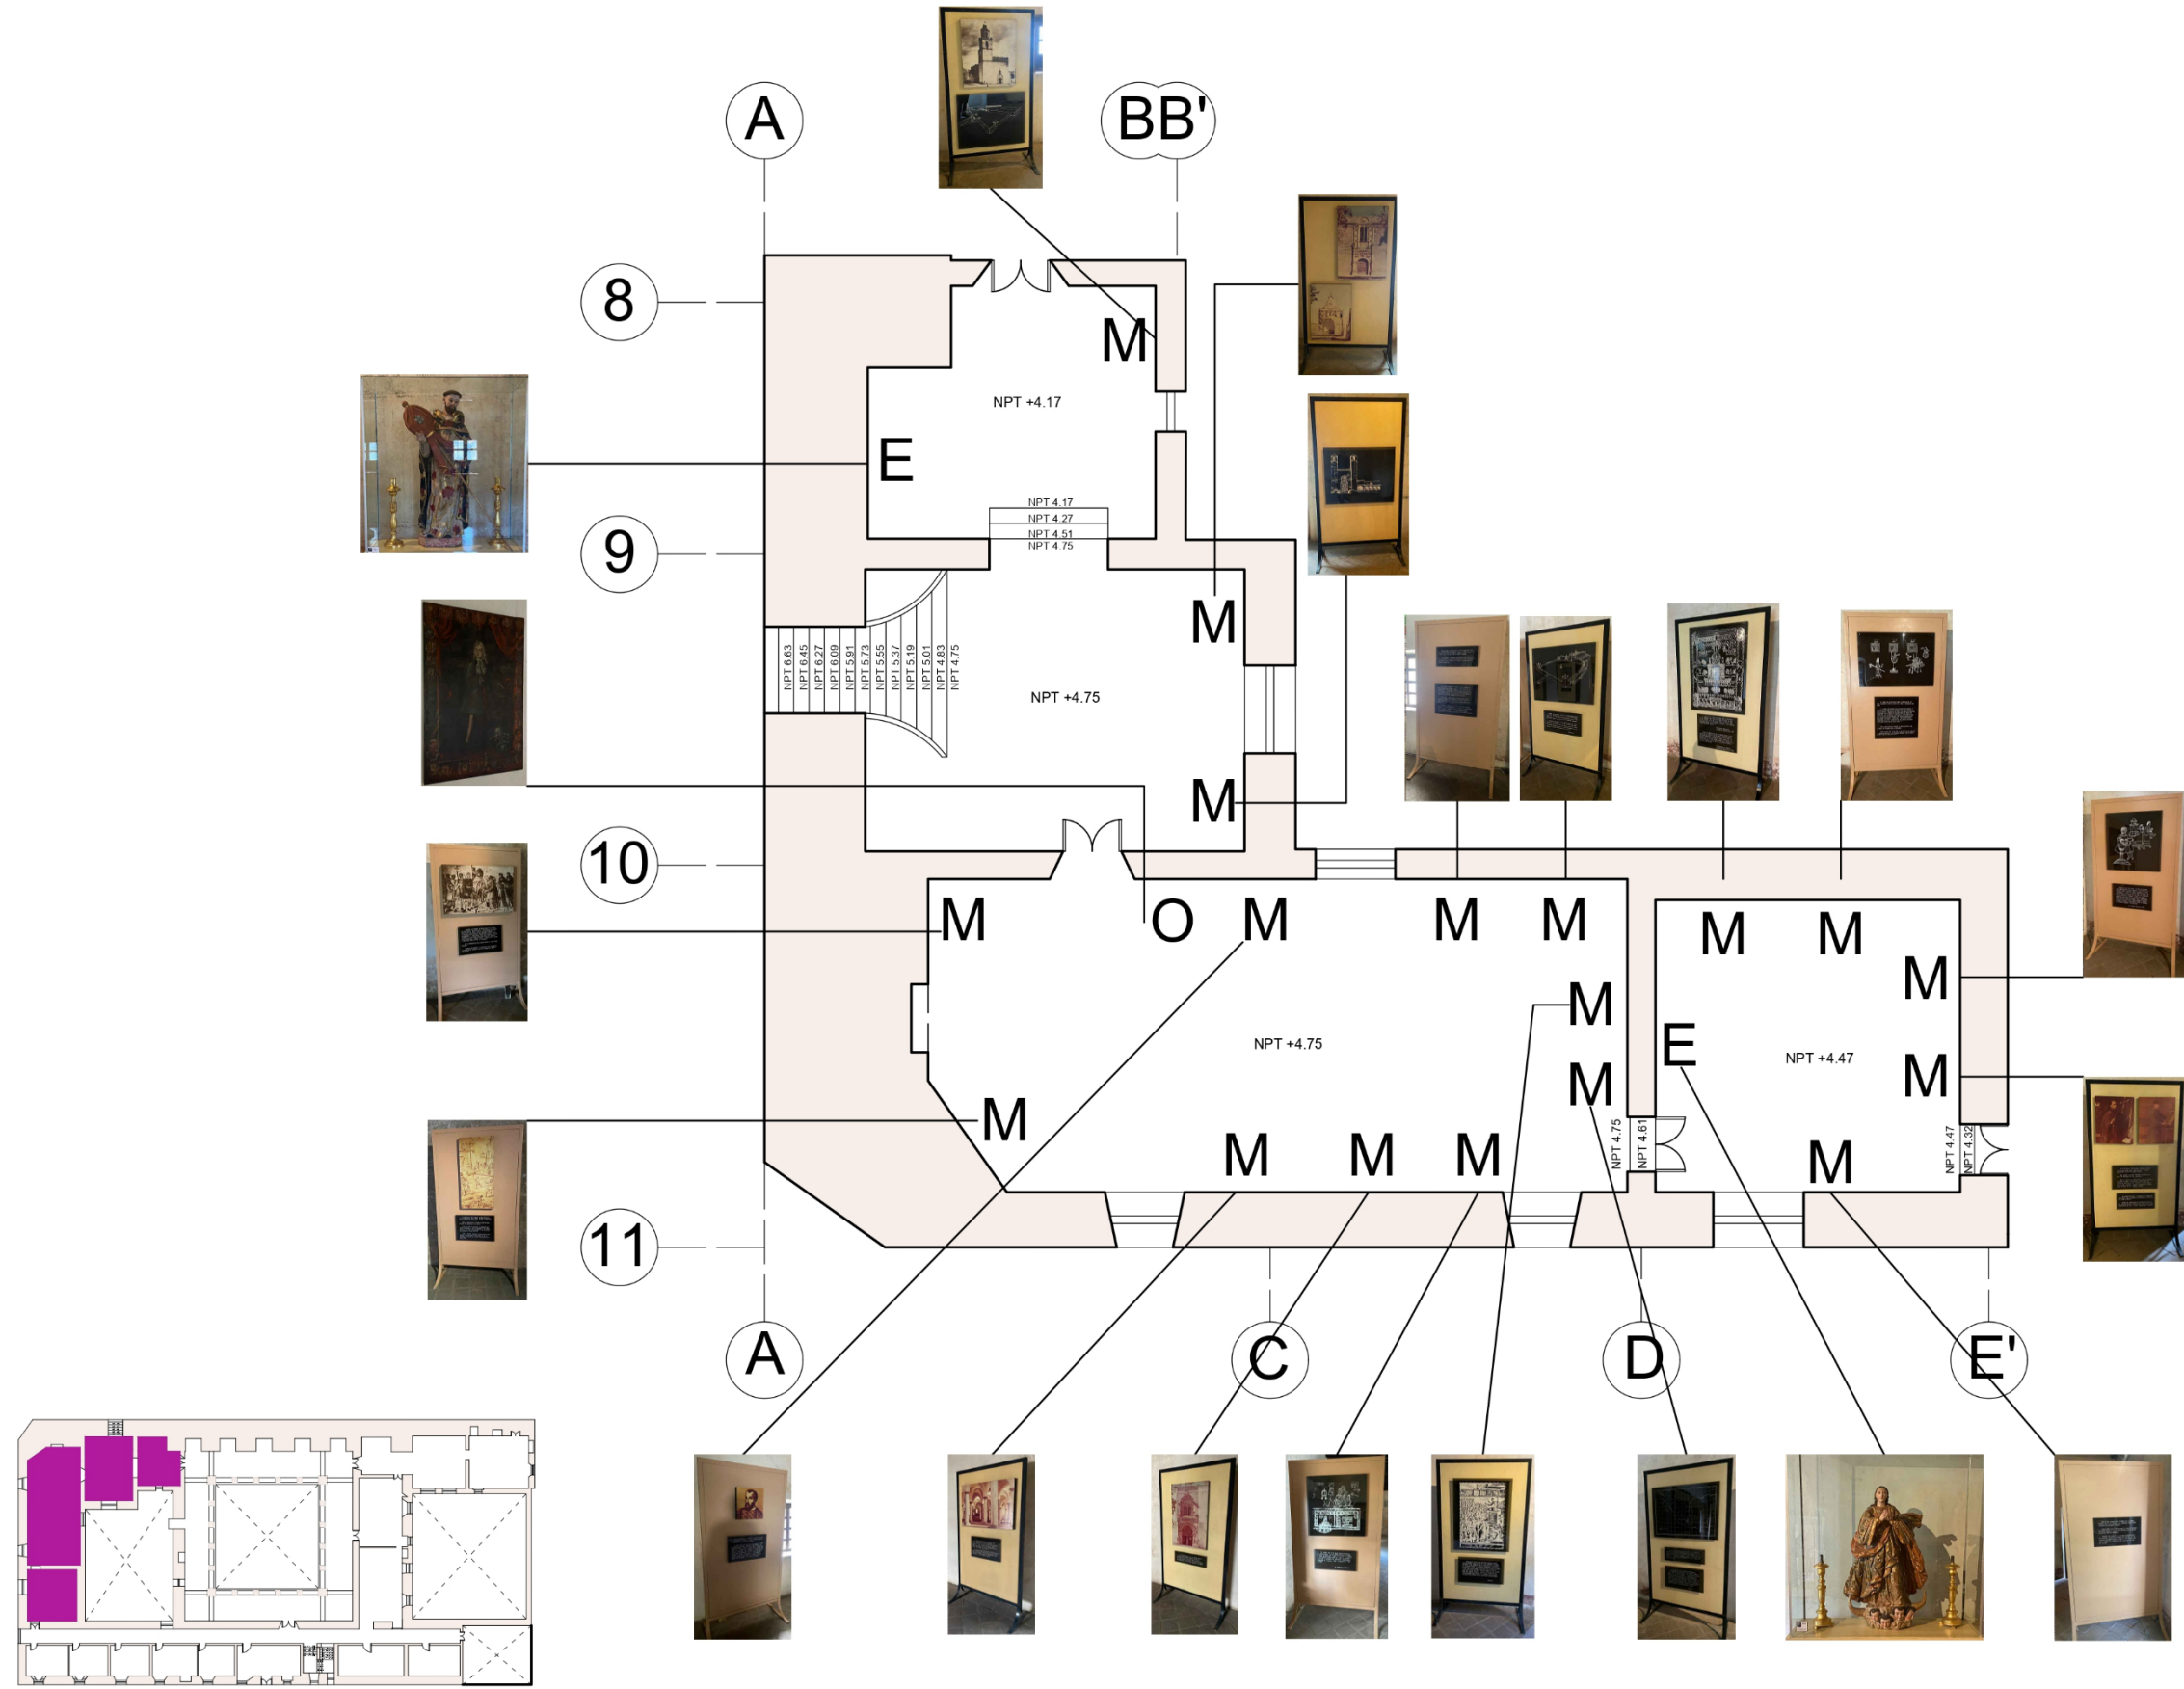 A
BB'
8
M
NPT +4.17
E
NPT 4.17
NPT 4.27
NPT 4.51
NPT 4.75
9
M
NPT 6.63
NPT 6.45
NPT 6.27
NPT 6.09
NPT 5.91
NPT 5.73
NPT 5.55
NPT 5.37
NPT 5.19
NPT 5.01
NPT 4.83
NPT 4.75
NPT +4.75
M
10
M
O
M
M
M
M
M
M
M
M
E
NPT +4.75
NPT +4.47
M
M
M
M
M
M
M
NPT 4.75
NPT 4.61
NPT 4.47
NPT 4.32
11
A
C
D
E'